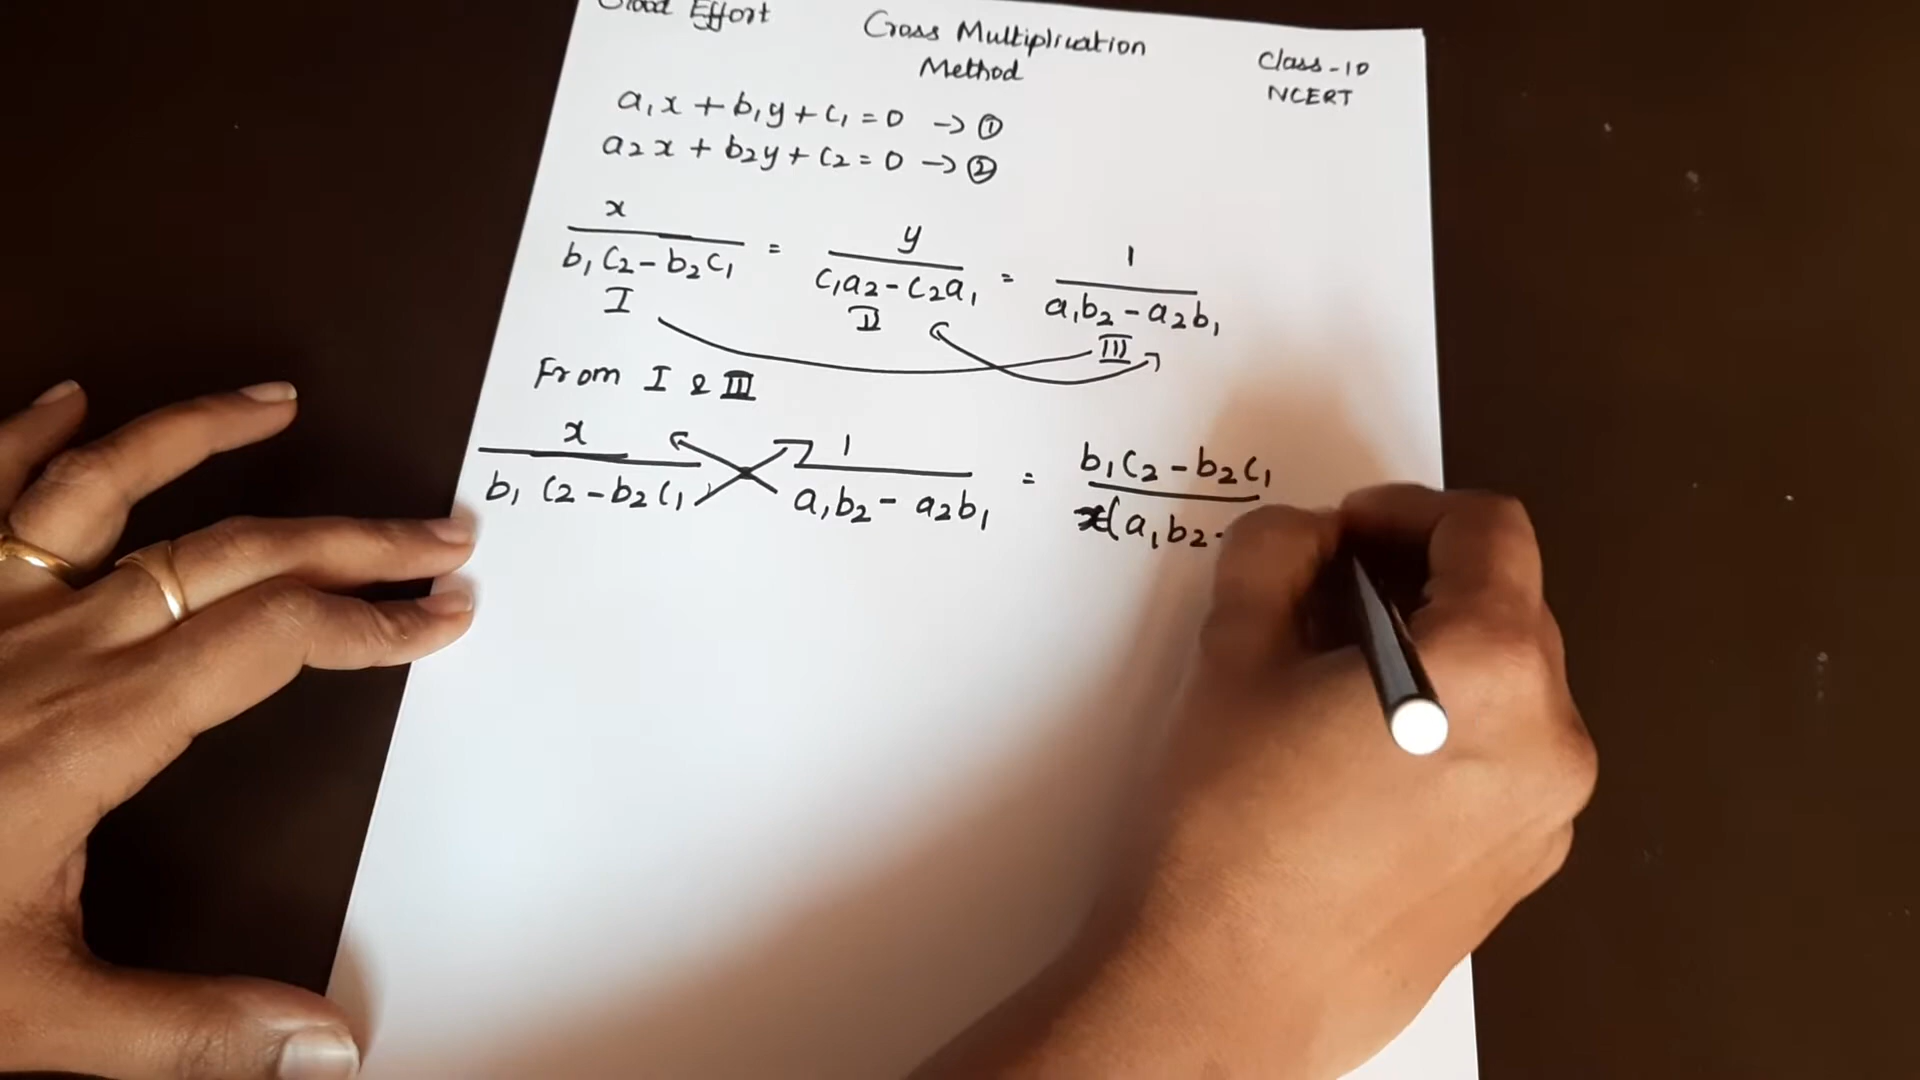 Effort
Cross Multiplication
Method
Class-10
NCERT
a₁x + b₁y + c₁ = 0 → ①
a₂x + b₂y + c₂ = 0 → ②
x / b₁c₂ - b₂c₁ = y / c₁a₂ - c₂a₁ = 1 / a₁b₂ - a₂b₁
I II III
From I & III
x / b₁c₂ - b₂c₁ 1 / a₁b₂ - a₂b₁ = b₁c₂ - b₂c₁ / x(a₁b₂ -